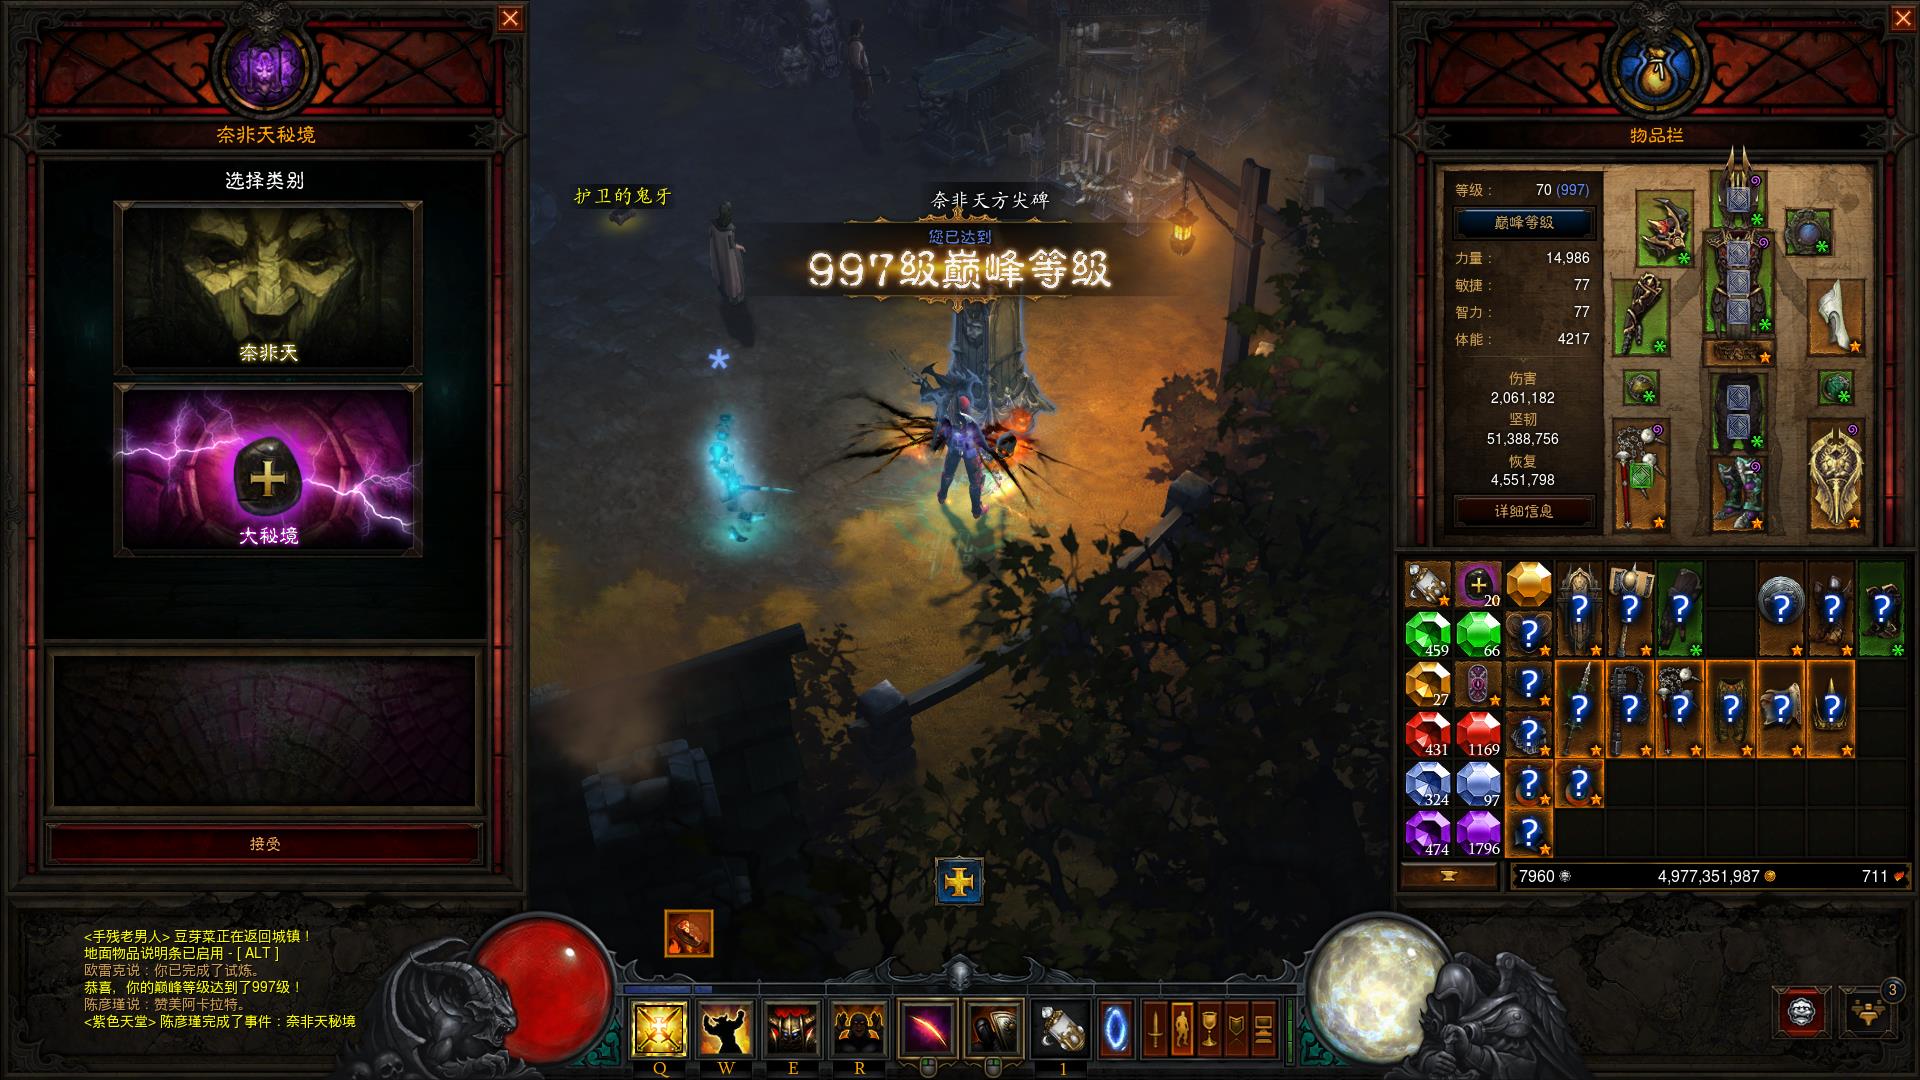 奈非天秘境
选择类别
奈非天
大秘境
接受
<手残老男人> 豆芽菜正在返回城镇！
地面物品说明条已启用 - [ ALT ]
欧雷克说：你已完成了试炼。
恭喜，你的巅峰等级达到了997级！
陈彦瑾说：赞美阿卡拉特。
<紫色天堂> 陈彦瑾完成了事件：奈非天秘境
护卫的鬼牙
奈非天方尖碑
您已达到
997级巅峰等级
Q
W
E
R
1
物品栏
等级： 70 (997)
巅峰等级
力量： 14,986
敏捷： 77
智力： 77
体能： 4217
伤害
2,061,182
坚韧
51,388,756
恢复
4,551,798
详细信息
20
? ? ? ? ? ?
459 66 ?
27 ? ? ? ? ? ? ?
431 1169 ?
324 97 ? ?
474 1796 ?
7960 4,977,351,987 711
3